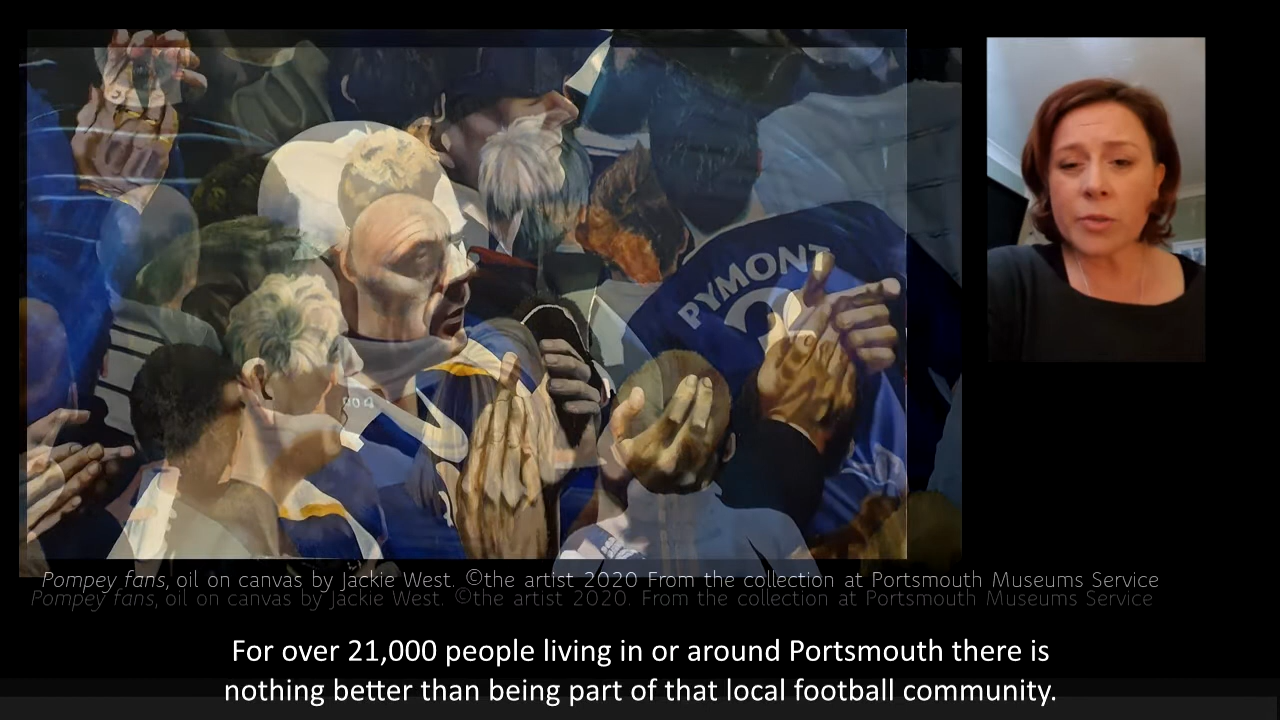 PYMONT
Pompey fans, oil on canvas by Jackie West. ©the artist 2020 From the collection at Portsmouth Museums Service
Pompey fans, oil on canvas by Jackie West. ©the artist 2020. From the collection at Portsmouth Museums Service
For over 21,000 people living in or around Portsmouth there is
nothing better than being part of that local football community.